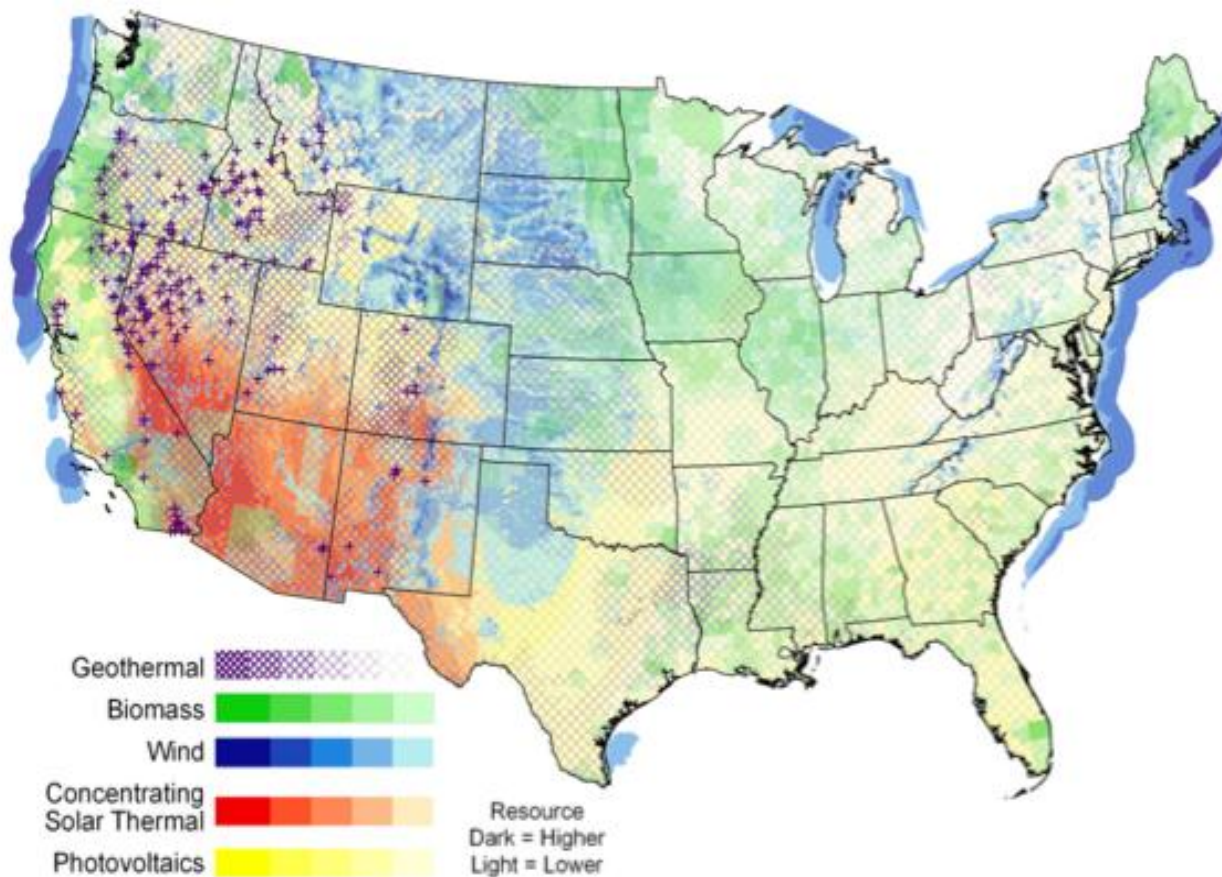 Geothermal
Biomass
Wind
Concentrating
Solar Thermal
Photovoltaics
Resource
Dark = Higher
Light = Lower